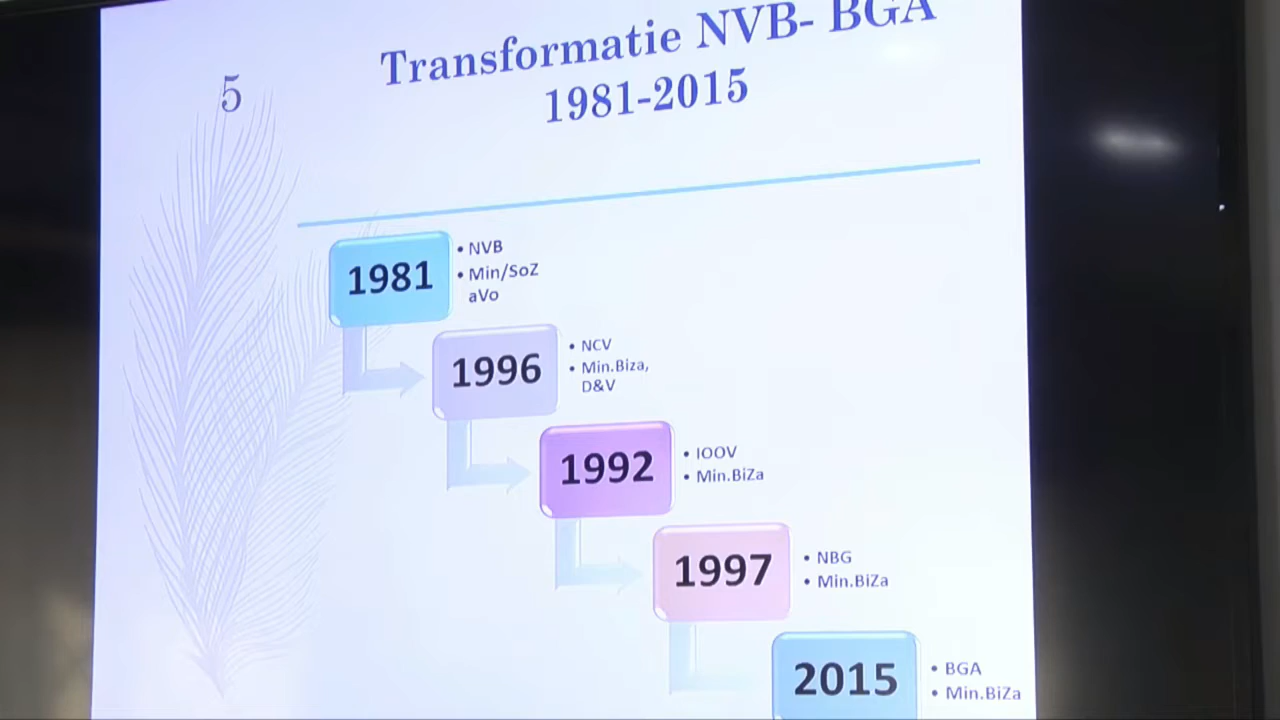 Transformatie NVB- BGA
5
1981-2015
1981
• NVB
• Min/SoZ
aVo
1996
• NCV
• Min.Biza,
D&V
1992
• IOOV
• Min.BiZa
1997
• NBG
• Min.BiZa
2015
• BGA
• Min.BiZa